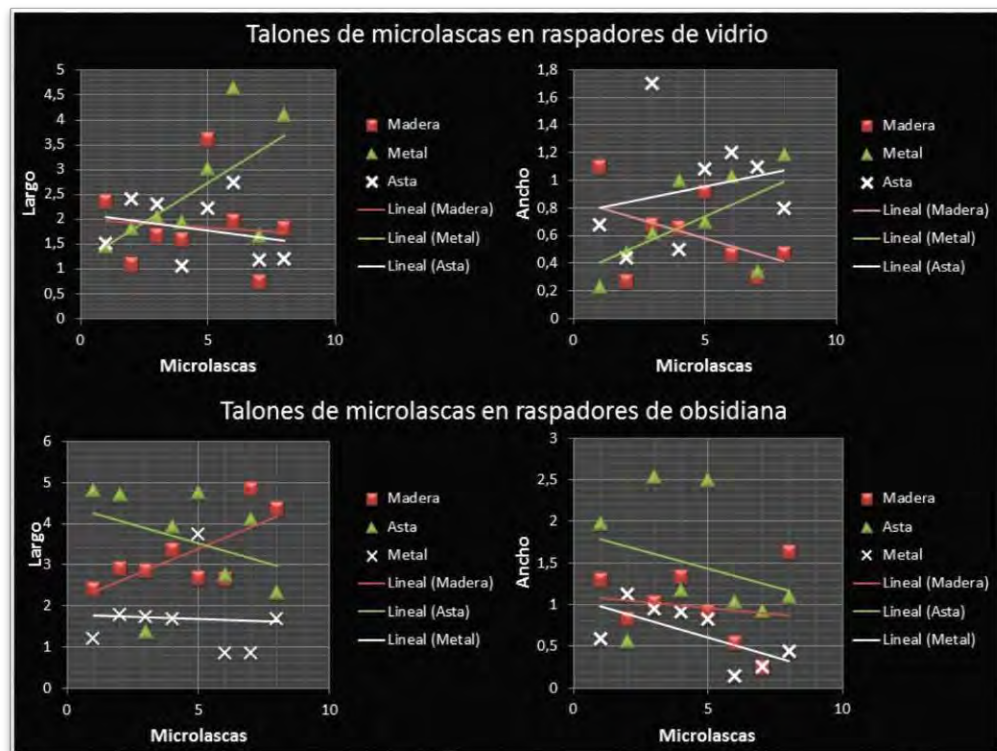 Talones de microlascas en raspadores de vidrio
Largo
5
4,5
4
3,5
3
2,5
2
1,5
1
0,5
0
0
5
10
Microlascas
Madera
Metal
Asta
Lineal (Madera)
Lineal (Metal)
Lineal (Asta)
Ancho
1,8
1,6
1,4
1,2
1
0,8
0,6
0,4
0,2
0
0
5
10
Microlascas
Madera
Metal
Asta
Lineal (Madera)
Lineal (Metal)
Lineal (Asta)
Talones de microlascas en raspadores de obsidiana
Largo
6
5
4
3
2
1
0
0
5
10
Microlascas
Madera
Asta
Metal
Lineal (Madera)
Lineal (Asta)
Lineal (Metal)
Ancho
3
2,5
2
1,5
1
0,5
0
0
5
10
Microlascas
Madera
Asta
Metal
Lineal (Madera)
Lineal (Asta)
Lineal (Metal)